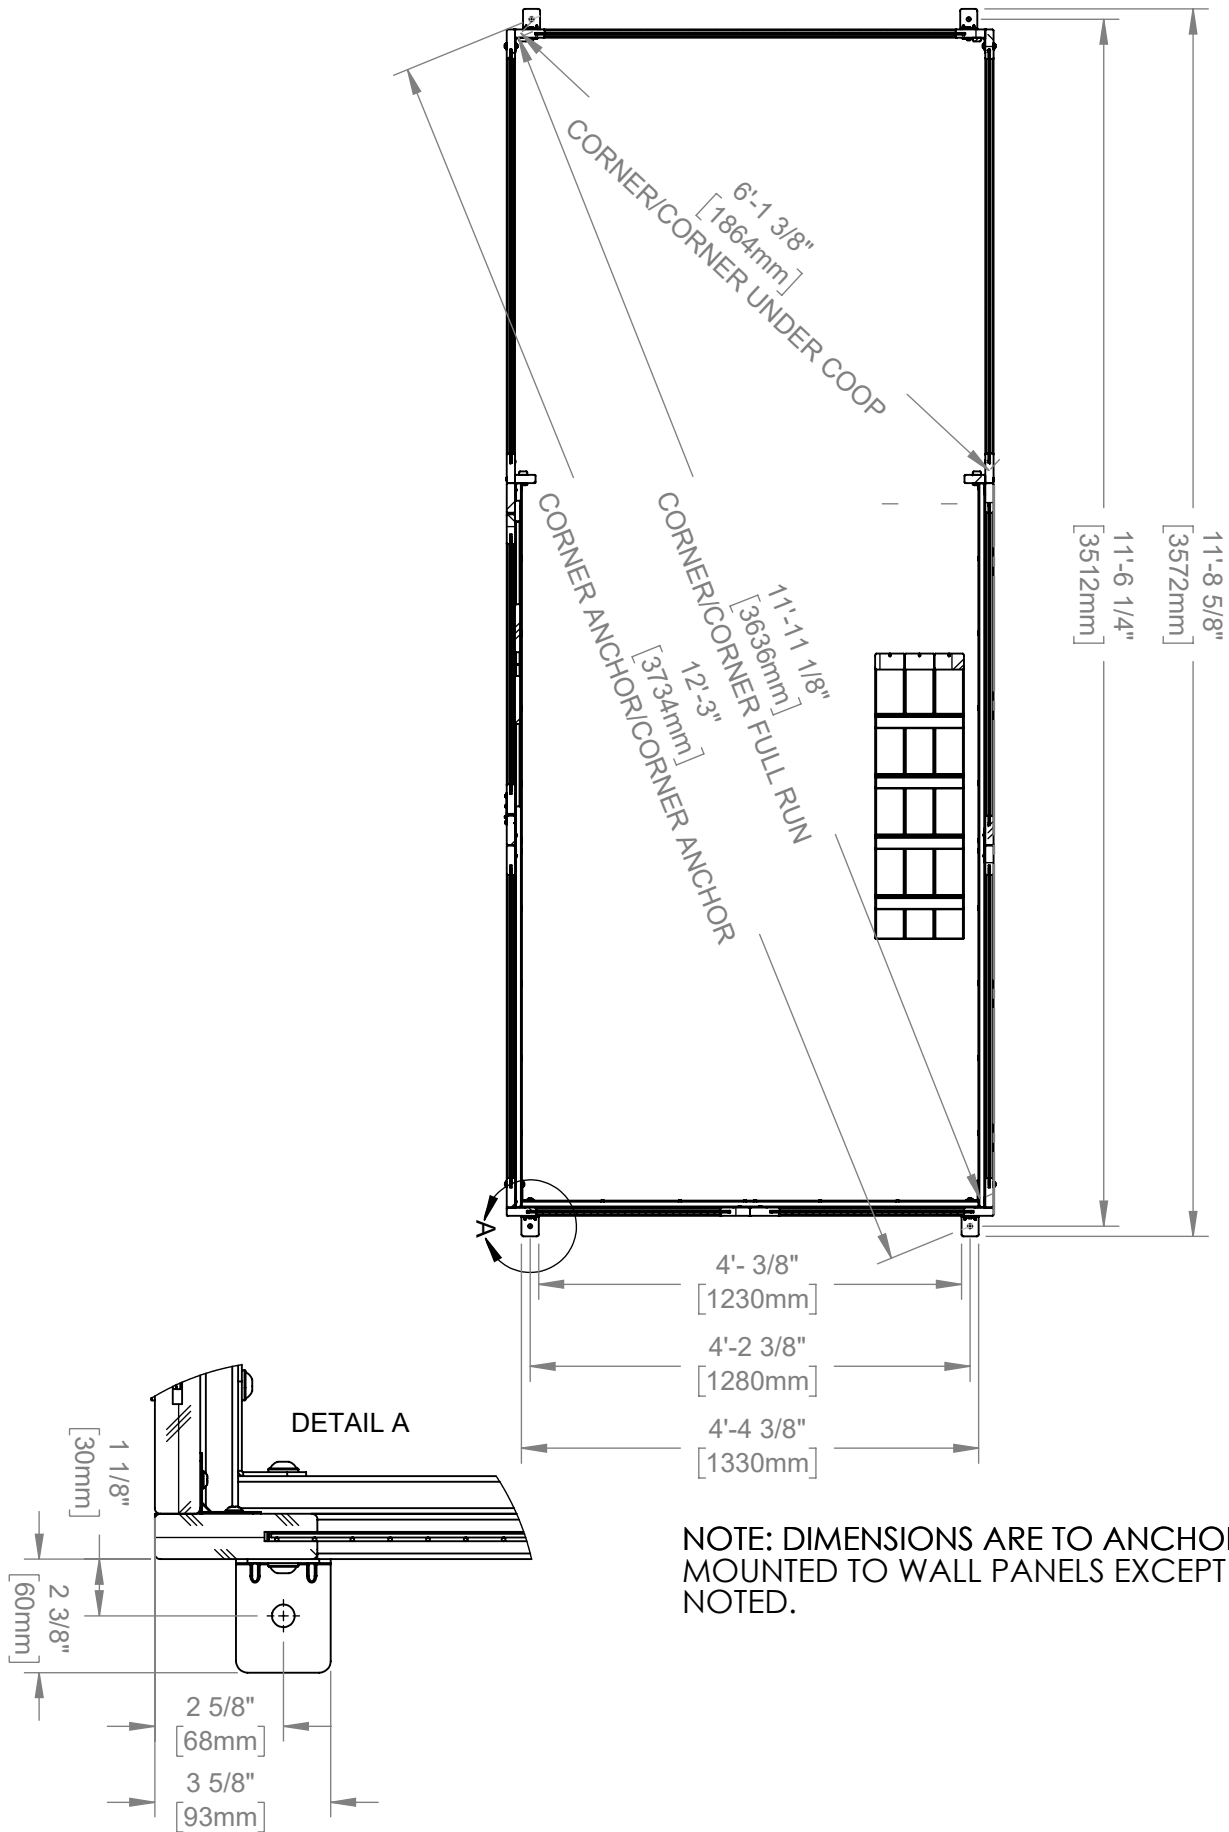 CORNER/CORNER UNDER COOP
6'-1 3/8"
[1864mm]
11'-8 5/8"
[3572mm]
11'-6 1/4"
[3512mm]
CORNER/CORNER FULL RUN
11'-11 1/8"
[3636mm]
CORNER ANCHOR/CORNER ANCHOR
12'-3"
[3734mm]
A
4'- 3/8"
[1230mm]
4'-2 3/8"
[1280mm]
4'-4 3/8"
[1330mm]
DETAIL A
1 1/8"
[30mm]
2 3/8"
[60mm]
2 5/8"
[68mm]
3 5/8"
[93mm]
NOTE: DIMENSIONS ARE TO
MOUNTED TO WALL PANELS EXCEPT
NOTED.